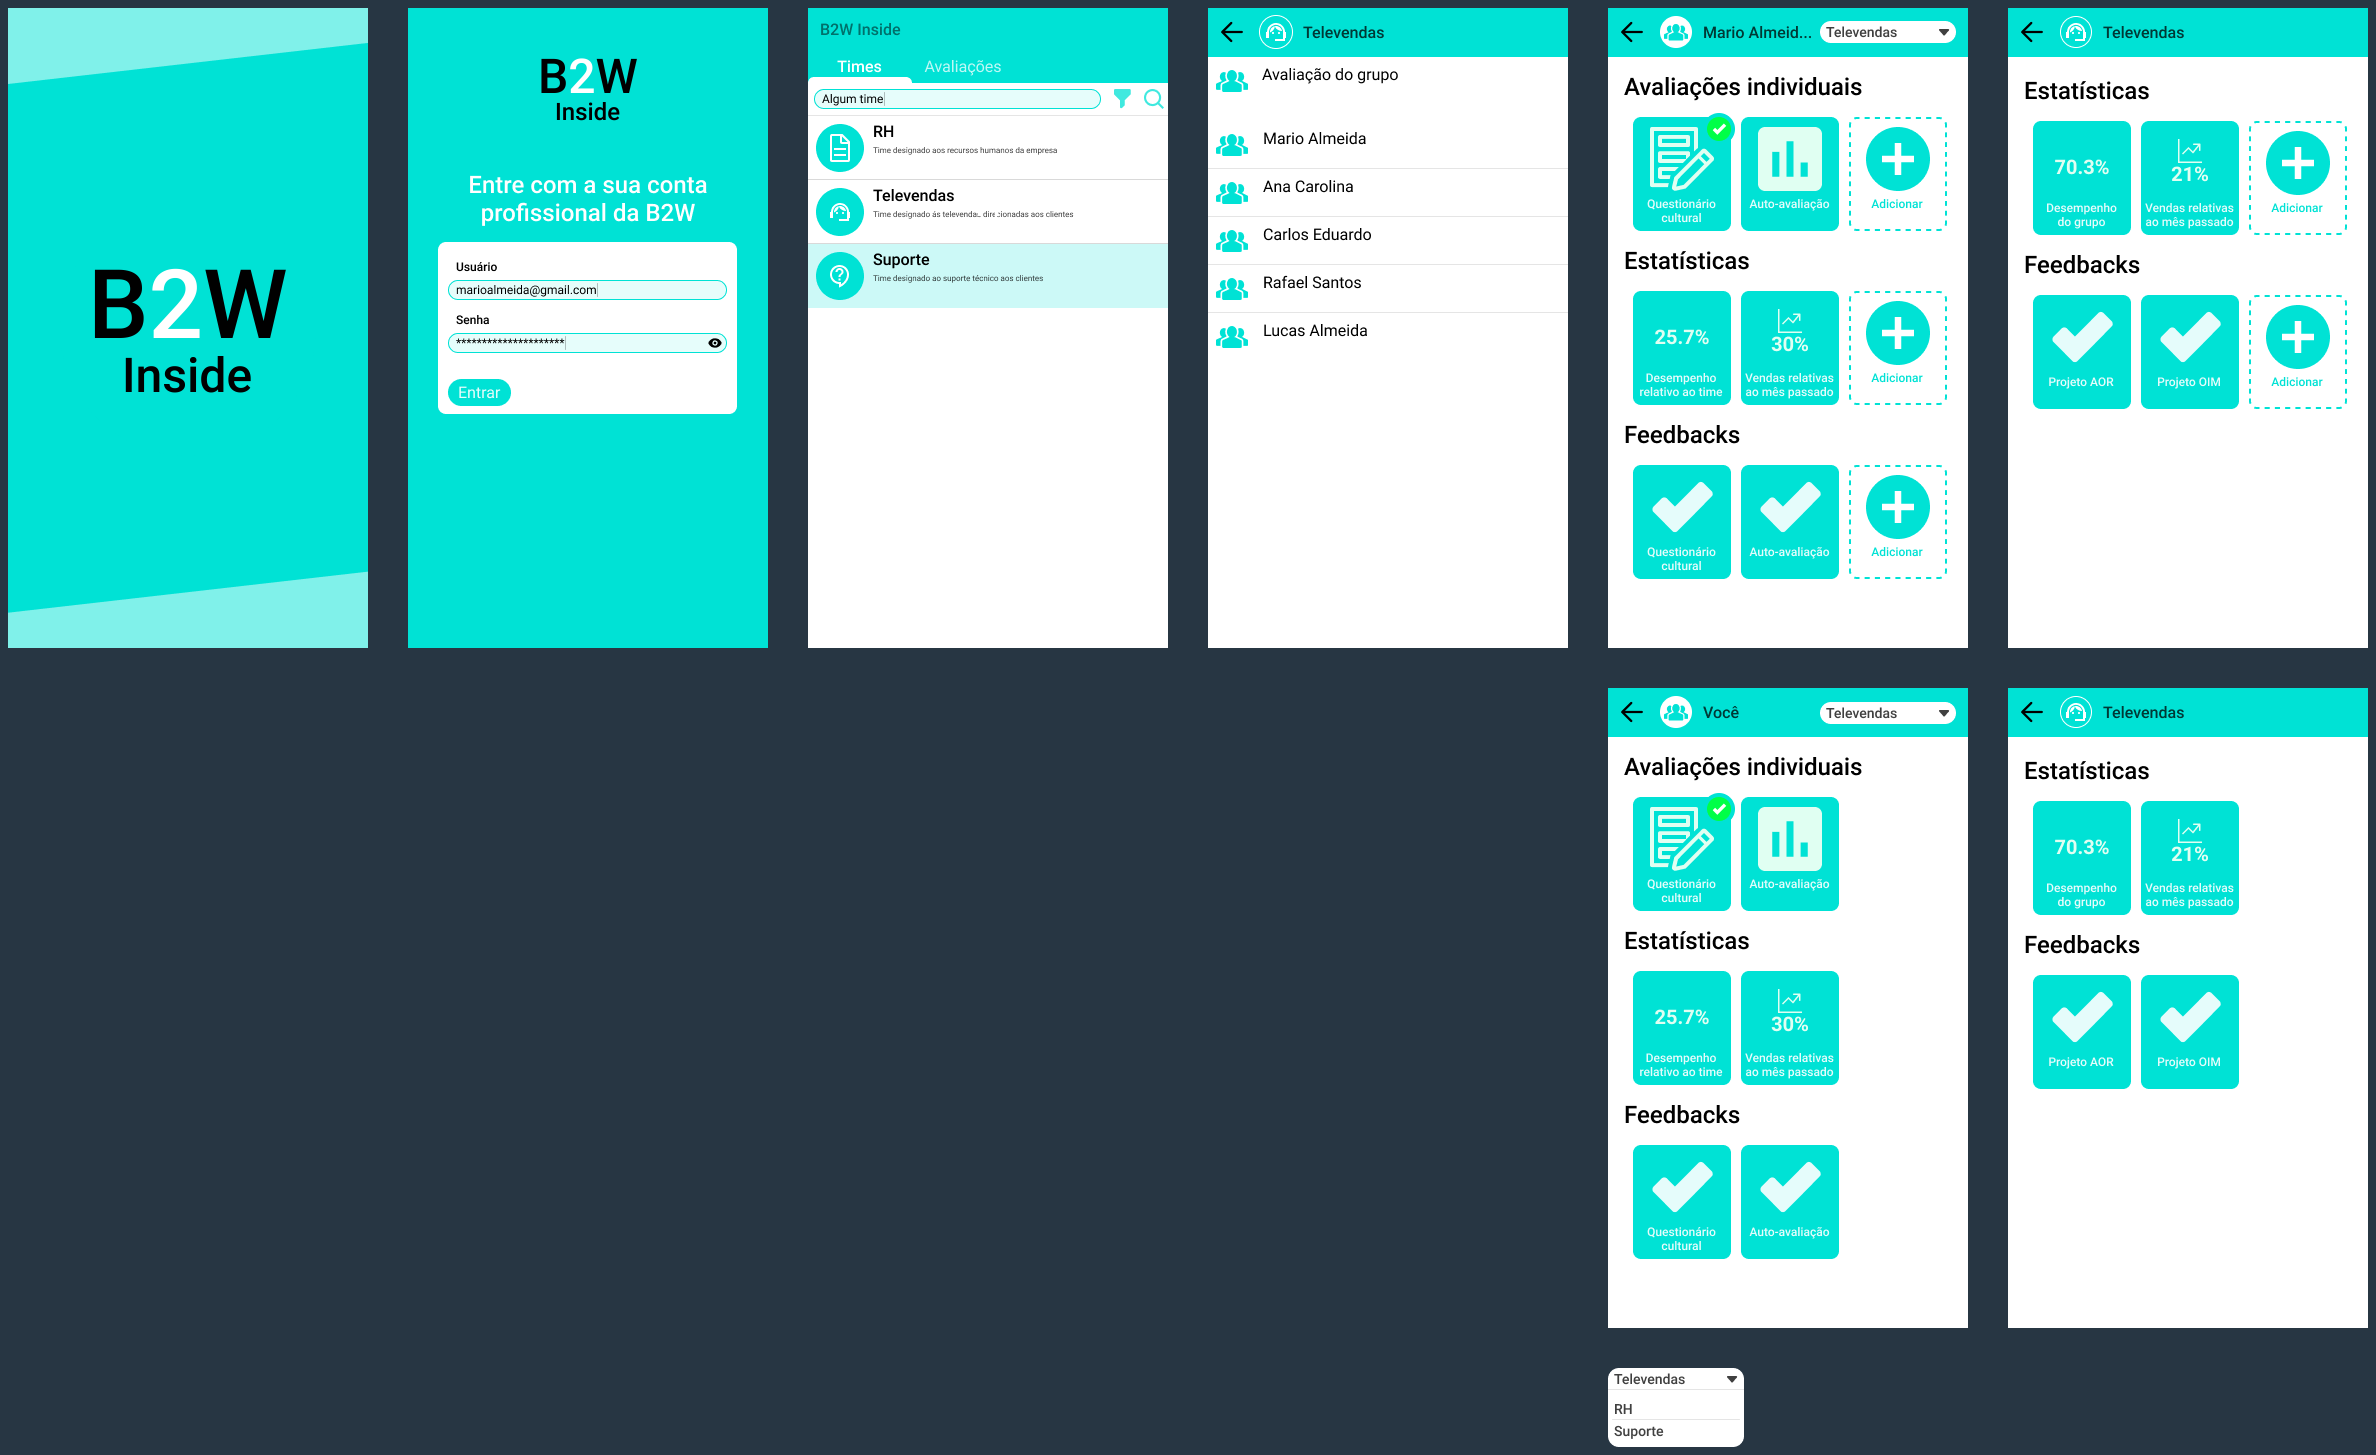 B2W
Inside
B2W
Inside
Entre com a sua conta
profissional da B2W
Usuário
marioalmeida@gmail.com
Senha
*********************
Entrar
B2W Inside
Times
Avaliações
Algum time
RH
Time designado aos recursos humanos da empresa
Televendas
Time designado ás televendas direcionadas aos clientes
Suporte
Time designado ao suporte técnico aos clientes
Televendas
Avaliação do grupo
Mario Almeida
Ana Carolina
Carlos Eduardo
Rafael Santos
Lucas Almeida
Mario Almeid...
Televendas
Avaliações individuais
Questionário
cultural
Auto-avaliação
Adicionar
Estatísticas
25.7%
Desempenho
relativo ao time
30%
Vendas relativas
ao mês passado
Adicionar
Feedbacks
Questionário
cultural
Auto-avaliação
Adicionar
Televendas
Estatísticas
70.3%
Desempenho
do grupo
21%
Vendas relativas
ao mês passado
Adicionar
Feedbacks
Projeto AOR
Projeto OIM
Adicionar
Você
Televendas
Avaliações individuais
Questionário
cultural
Auto-avaliação
Estatísticas
25.7%
Desempenho
relativo ao time
30%
Vendas relativas
ao mês passado
Feedbacks
Questionário
cultural
Auto-avaliação
Televendas
Estatísticas
70.3%
Desempenho
do grupo
21%
Vendas relativas
ao mês passado
Feedbacks
Projeto AOR
Projeto OIM
Televendas
RH
Suporte